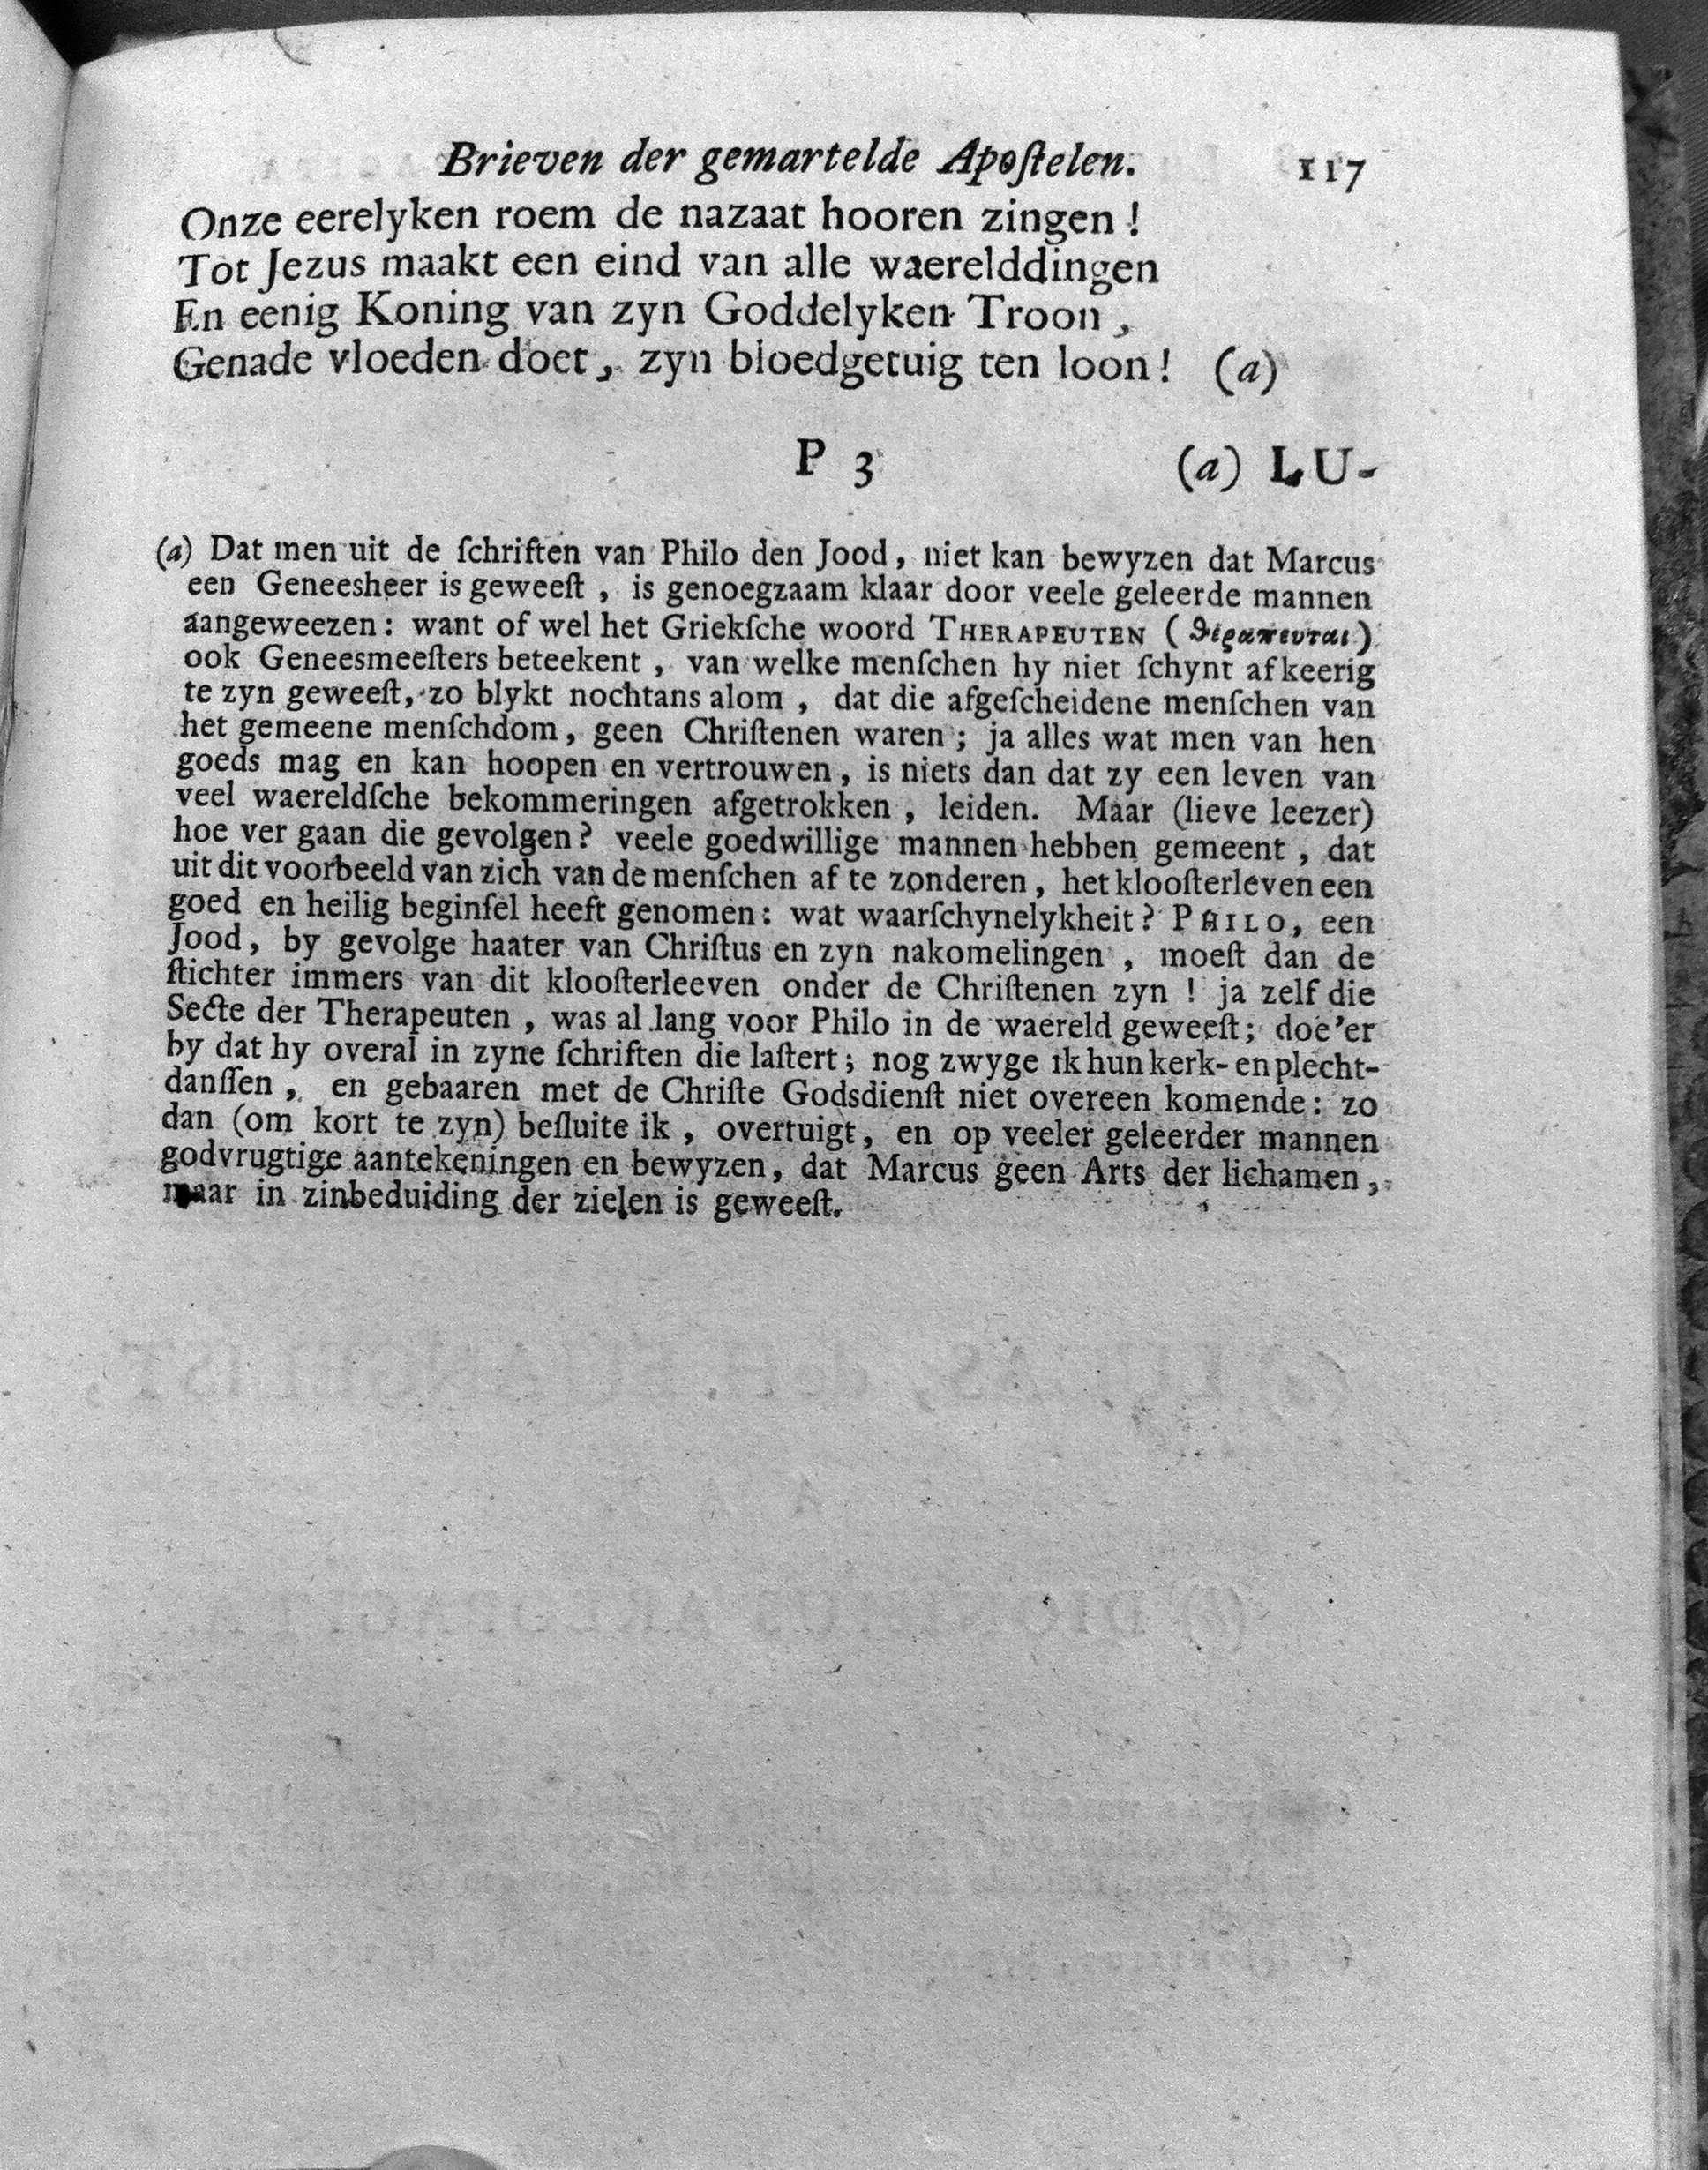 Brieven der gemartelde Apoſtelen. 117
Onze eerelyken roem de nazaat hooren zingen!
Tot Jezus maakt een eind van alle waerelddingen
En eenig Koning van zyn Goddelyken Troon,
Genade vloeden doet, zyn bloedgetuig ten loon! (a)
P 3 (a) LU-
(a) Dat men uit de ſchriften van Philo den Jood, niet kan bewyzen dat Marcus
een Geneesheer is geweeſt, is genoegzaam klaar door veele geleerde mannen
aangeweezen: want of wel het Griekſche woord THERAPEUTEN (ϑεραπευται)
ook Geneesmeeſters beteekent, van welke menſchen hy niet ſchynt afkeerig
te zyn geweeſt, zo blykt nochtans alom, dat die afgeſcheidene menſchen van
het gemeene menſchdom, geen Chriſtenen waren; ja alles wat men van hen
goeds mag en kan hoopen en vertrouwen, is niets dan dat zy een leven van
veel waereldſche bekommeringen afgetrokken, leiden. Maar (lieve leezer)
hoe ver gaan die gevolgen? veele goedwillige mannen hebben gemeent, dat
uit dit voorbeeld van zich van de menſchen af te zonderen, het klooſterleven een
goed en heilig beginſel heeft genomen: wat waarſchynelykheit? PHILO, een
Jood, by gevolge haater van Chriſtus en zyn nakomelingen, moeſt dan de
ſtichter immers van dit klooſterleeven onder de Chriſtenen zyn! ja zelf die
Secte der Therapeuten, was al lang voor Philo in de waereld geweeſt; doe'er
by dat hy overal in zyne ſchriften die laſtert; nog zwyge ik hun kerk- en plecht-
danſſen, en gebaaren met de Chriſte Godsdienſt niet overeen komende: zo
dan (om kort te zyn) beſluite ik, overtuigt, en op veeler geleerder mannen
godvrugtige aantekeningen en bewyzen, dat Marcus geen Arts der lichamen,
maar in zinbeduiding der zielen is geweeſt.